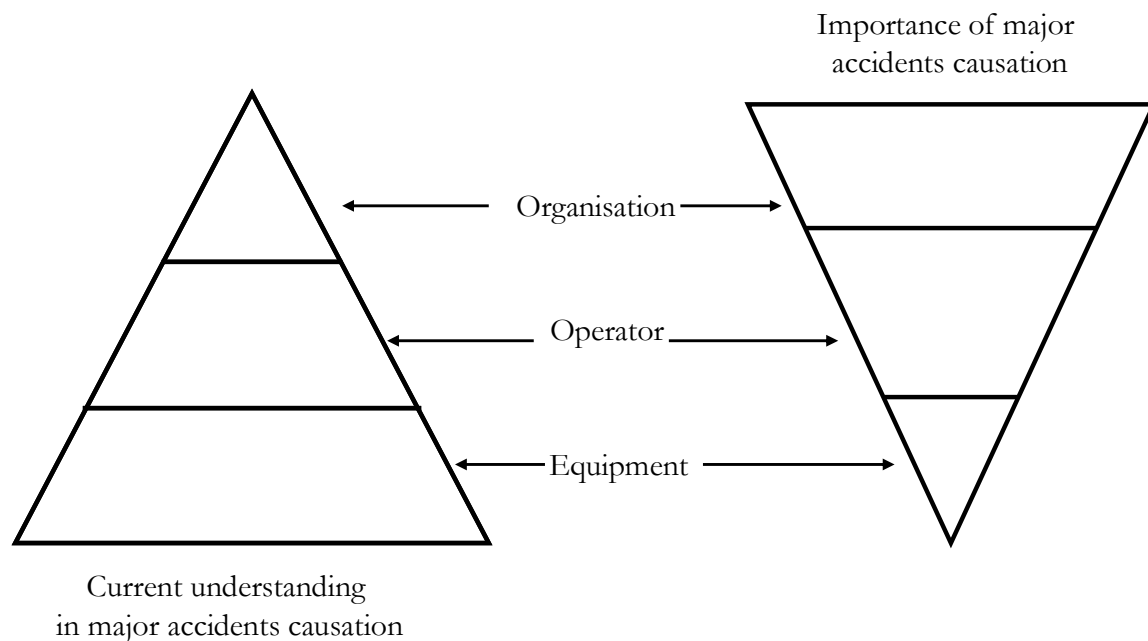 Importance of major
accidents causation
Organisation
Operator
Equipment
Current understanding
in major accidents causation